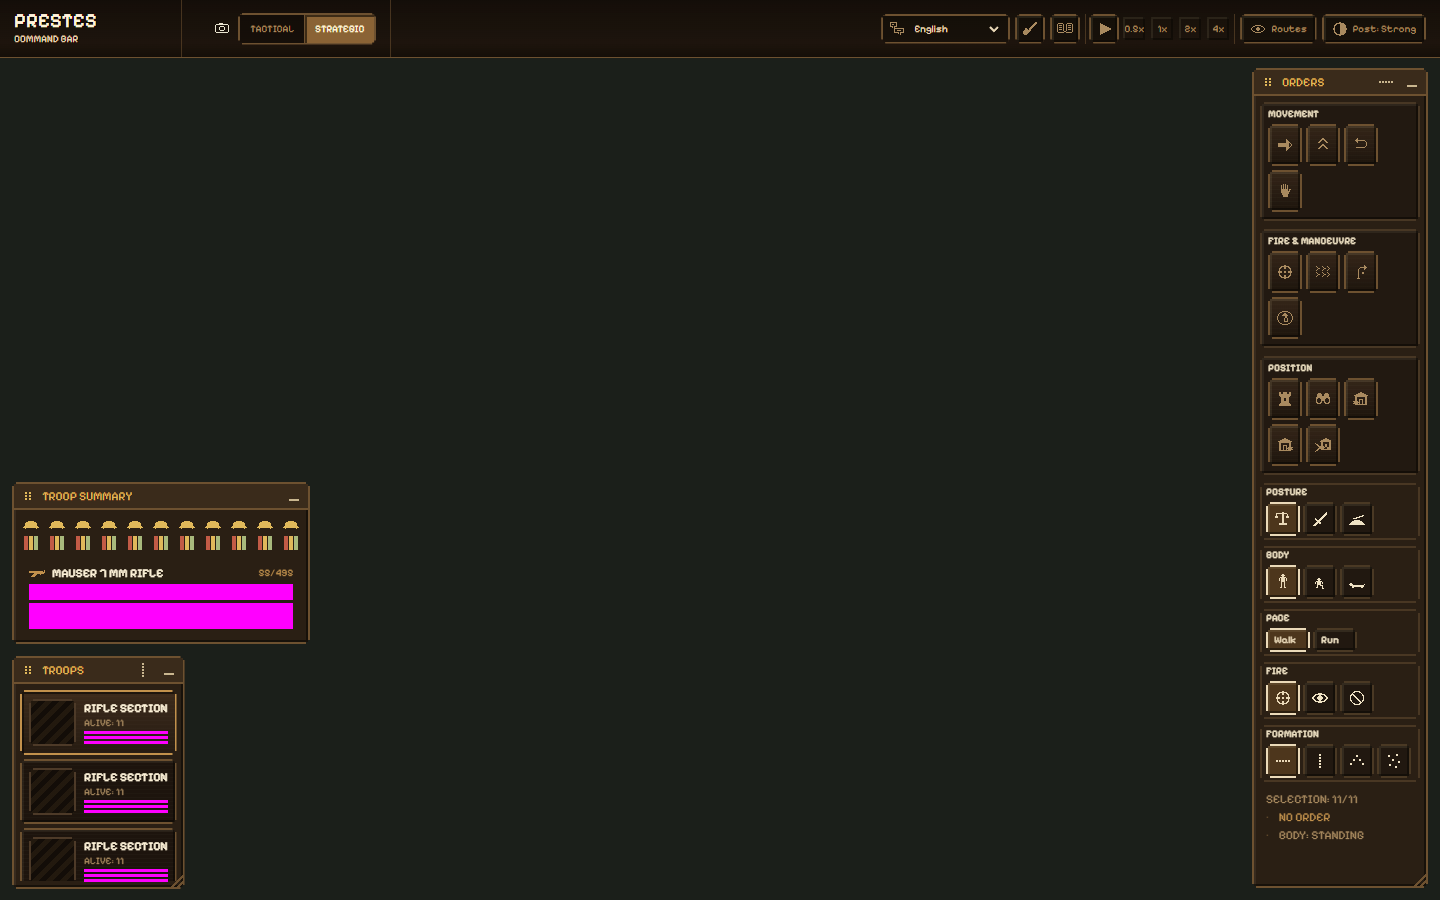 PRESTES
COMMAND BAR
TACTICAL
STRATEGIC
English
0.5x
1x
2x
4x
Routes
Post: Strong
ORDERS
MOVEMENT
FIRE & MANOEUVRE
POSITION
POSTURE
BODY
PACE
Walk
Run
FIRE
FORMATION
SELECTION: 11/11
· NO ORDER
· BODY: STANDING
TROOP SUMMARY
MAUSER 7 MM RIFLE
TROOPS
RIFLE SECTION
ALIVE: 11
RIFLE SECTION
ALIVE: 11
RIFLE SECTION
ALIVE: 11